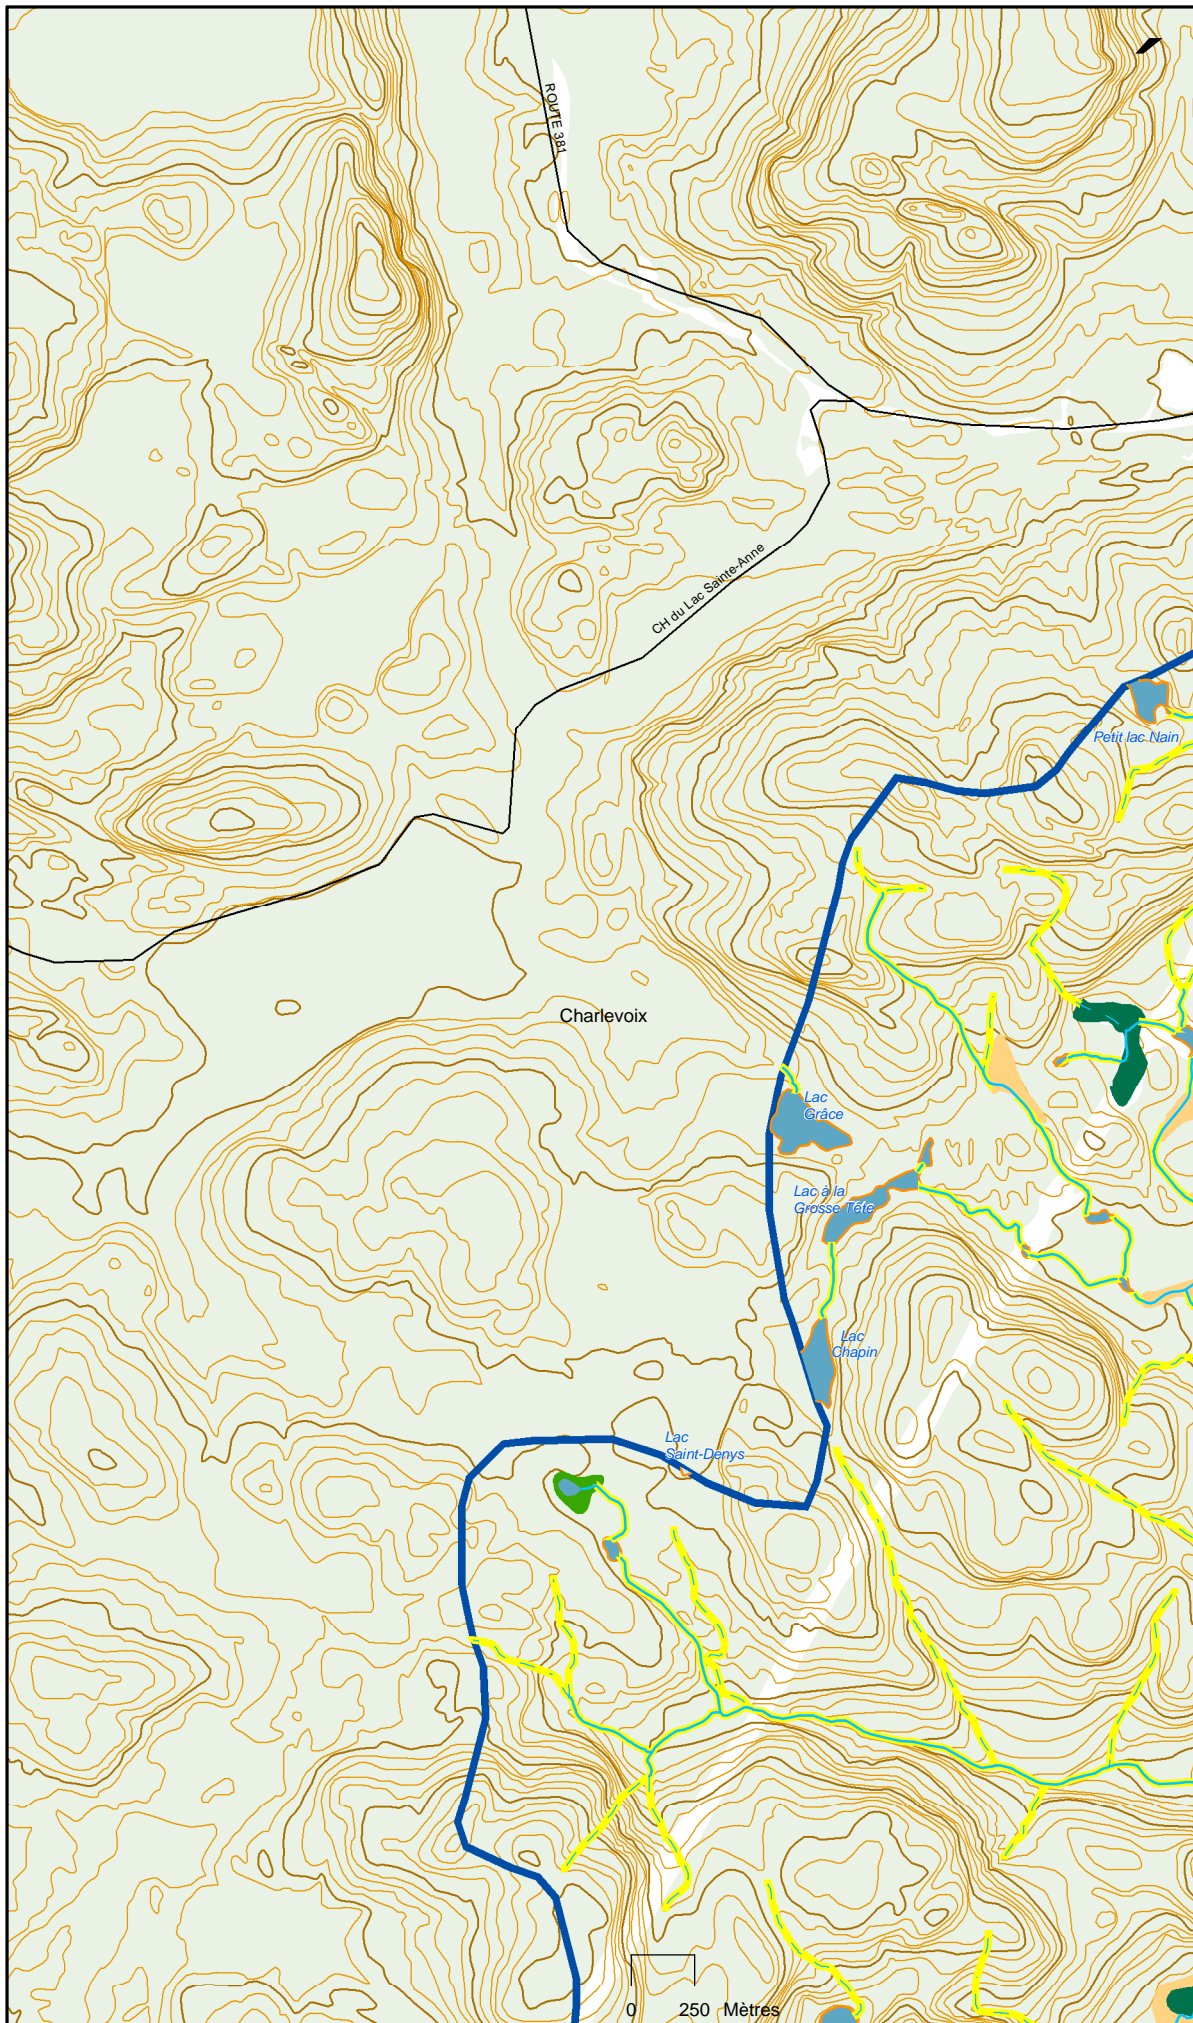 ROUTE 381
CH du Lac Sainte-Anne
Petit lac Nain
Charlevoix
Lac
Grâce
Lac à la
Grosse Tête
Lac
Chapin
Lac
Saint-Denys
0 250 Mètres